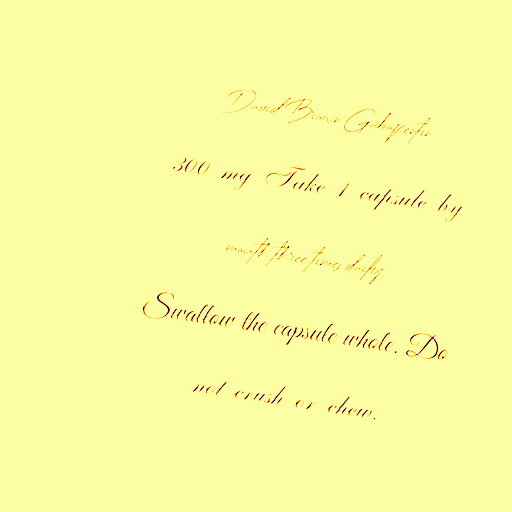 David Brown Gabapentin
300 mg Take 1 capsule by
mouth three times daily
Swallow the capsule whole. Do
not crush or chew.